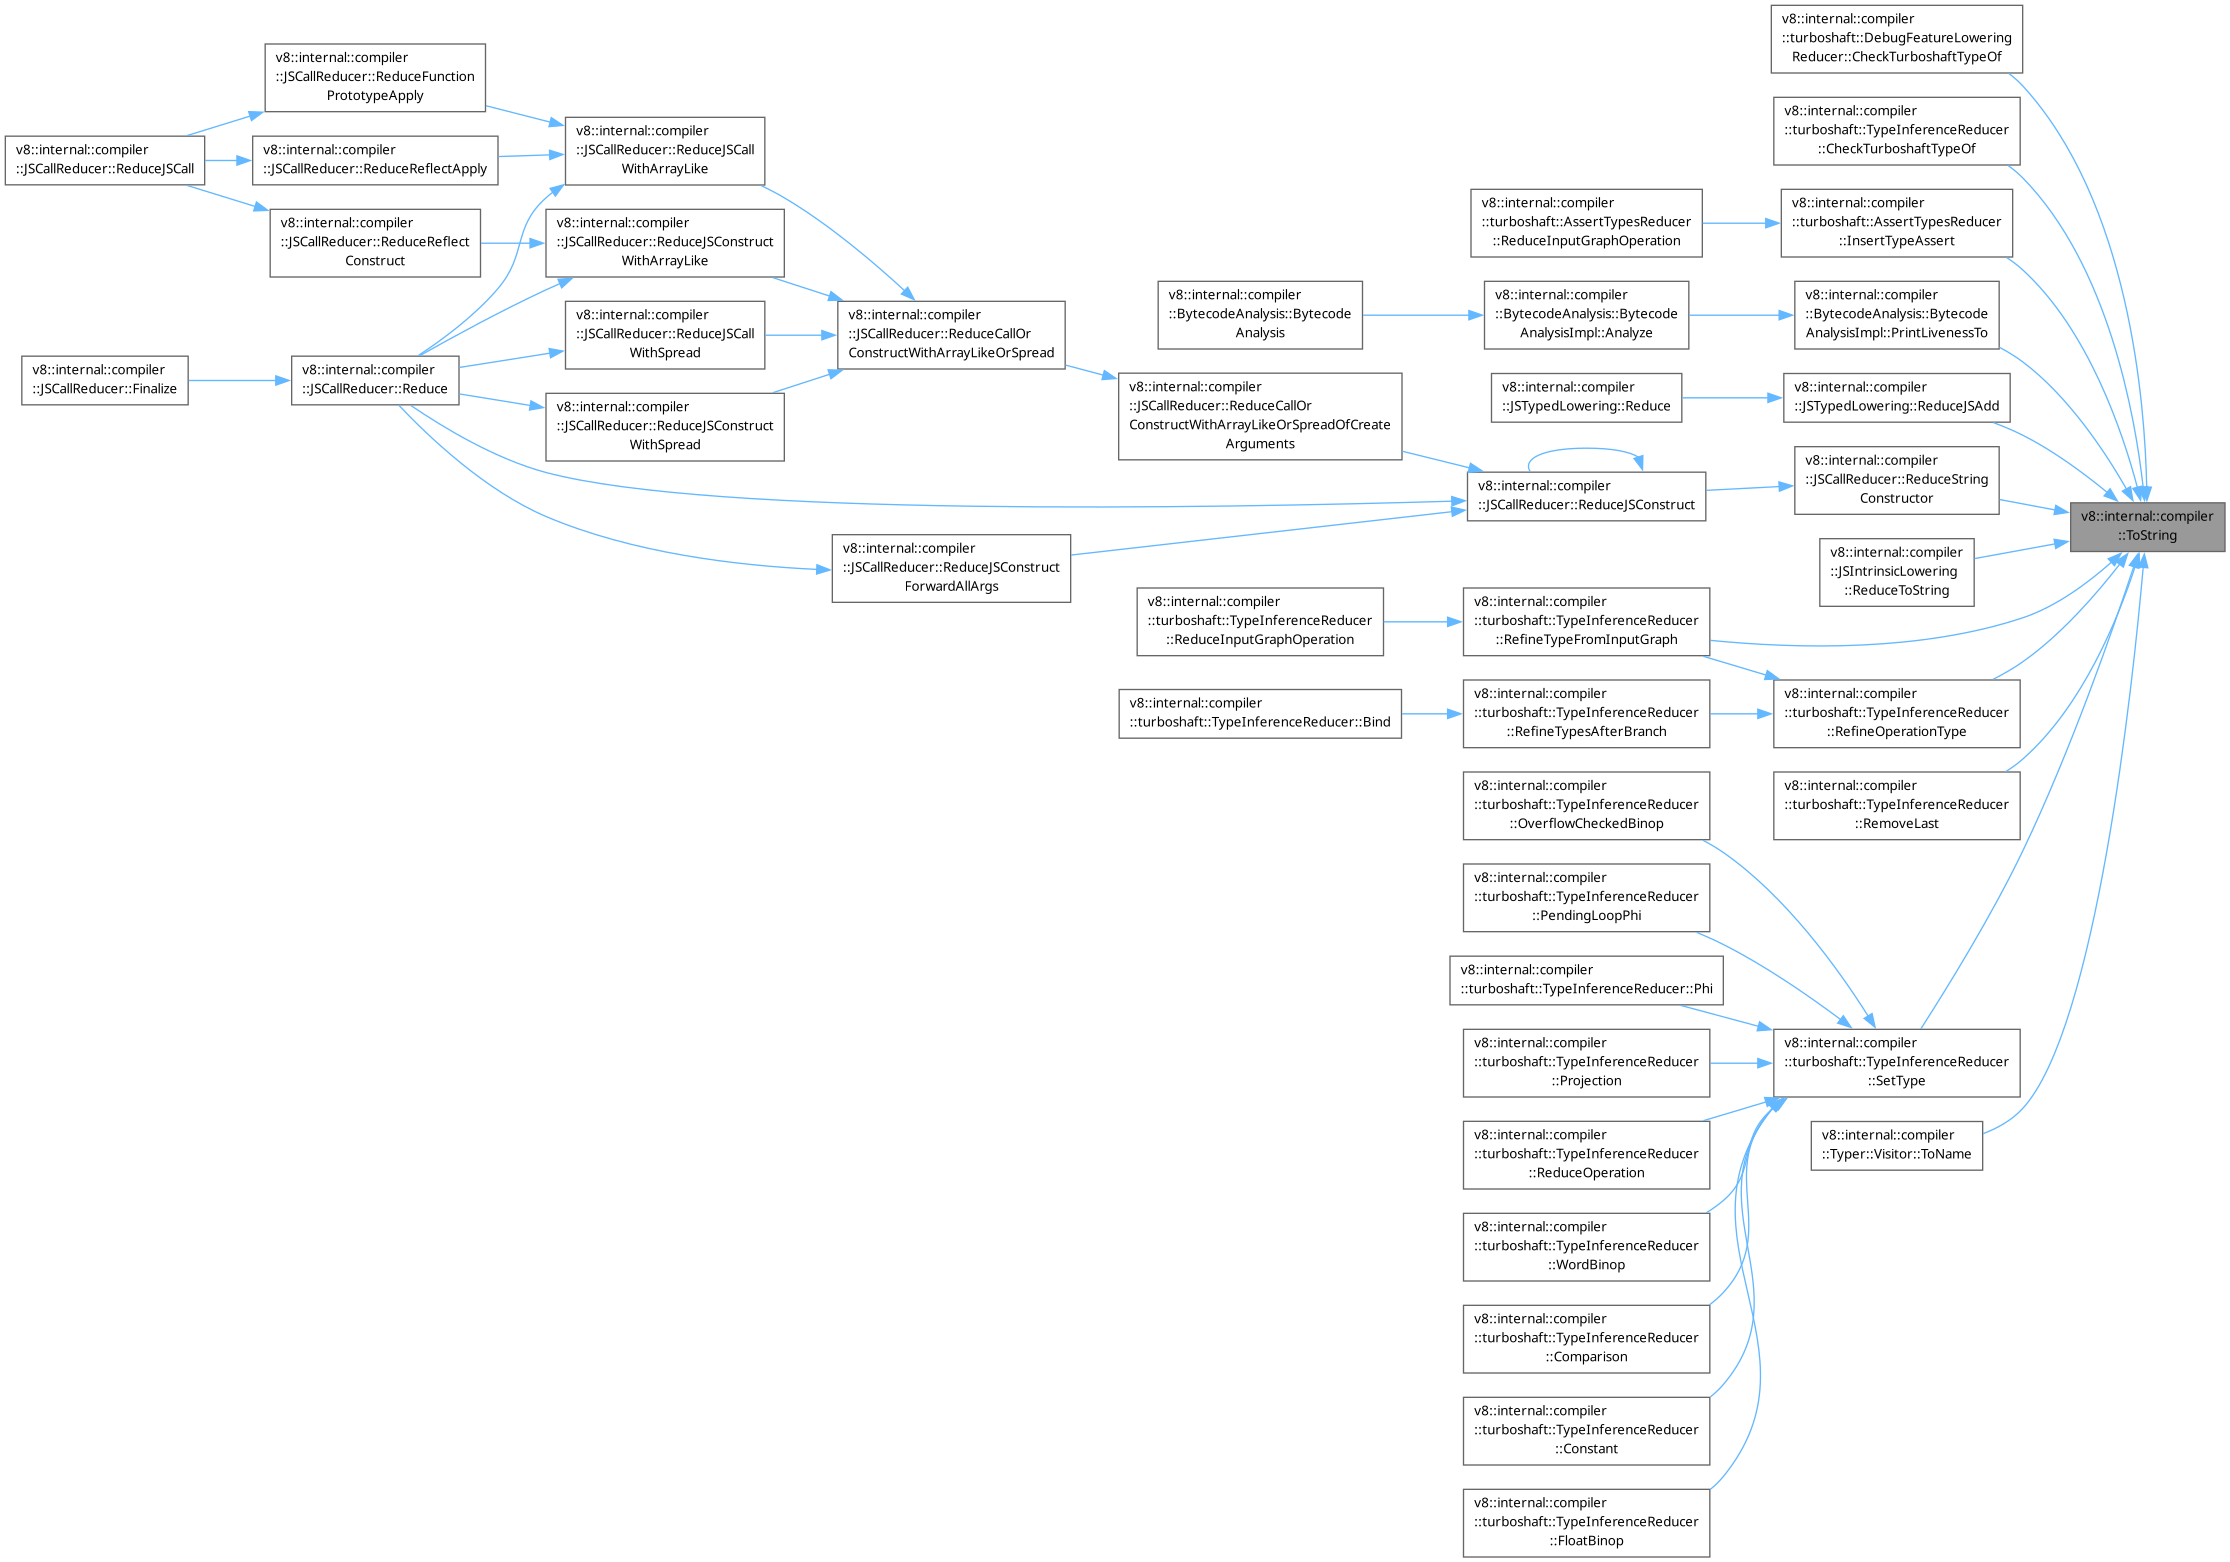 v8::internal::compiler
::turboshaft::DebugFeatureLowering
Reducer::CheckTurboshaftTypeOf
v8::internal::compiler
::JSCallReducer::ReduceFunction
PrototypeApply
v8::internal::compiler
::turboshaft::TypeInferenceReducer
::CheckTurboshaftTypeOf
v8::internal::compiler
::JSCallReducer::ReduceJSCall
WithArrayLike
v8::internal::compiler
::JSCallReducer::ReduceJSCall
v8::internal::compiler
::JSCallReducer::ReduceReflectApply
v8::internal::compiler
::turboshaft::AssertTypesReducer
::ReduceInputGraphOperation
v8::internal::compiler
::turboshaft::AssertTypesReducer
::InsertTypeAssert
v8::internal::compiler
::JSCallReducer::ReduceReflect
Construct
v8::internal::compiler
::JSCallReducer::ReduceJSConstruct
WithArrayLike
v8::internal::compiler
::BytecodeAnalysis::Bytecode
Analysis
v8::internal::compiler
::BytecodeAnalysis::Bytecode
AnalysisImpl::Analyze
v8::internal::compiler
::BytecodeAnalysis::Bytecode
AnalysisImpl::PrintLivenessTo
v8::internal::compiler
::JSCallReducer::ReduceJSCall
WithSpread
v8::internal::compiler
::JSCallReducer::ReduceCallOr
ConstructWithArrayLikeOrSpread
v8::internal::compiler
::JSCallReducer::Finalize
v8::internal::compiler
::JSCallReducer::Reduce
v8::internal::compiler
::JSCallReducer::ReduceCallOr
ConstructWithArrayLikeOrSpreadOfCreate
Arguments
v8::internal::compiler
::JSTypedLowering::Reduce
v8::internal::compiler
::JSTypedLowering::ReduceJSAdd
v8::internal::compiler
::JSCallReducer::ReduceJSConstruct
WithSpread
v8::internal::compiler
::JSCallReducer::ReduceJSConstruct
v8::internal::compiler
::JSCallReducer::ReduceString
Constructor
v8::internal::compiler
::ToString
v8::internal::compiler
::JSCallReducer::ReduceJSConstruct
ForwardAllArgs
v8::internal::compiler
::JSIntrinsicLowering
::ReduceToString
v8::internal::compiler
::turboshaft::TypeInferenceReducer
::ReduceInputGraphOperation
v8::internal::compiler
::turboshaft::TypeInferenceReducer
::RefineTypeFromInputGraph
v8::internal::compiler
::turboshaft::TypeInferenceReducer::Bind
v8::internal::compiler
::turboshaft::TypeInferenceReducer
::RefineTypesAfterBranch
v8::internal::compiler
::turboshaft::TypeInferenceReducer
::RefineOperationType
v8::internal::compiler
::turboshaft::TypeInferenceReducer
::OverflowCheckedBinop
v8::internal::compiler
::turboshaft::TypeInferenceReducer
::RemoveLast
v8::internal::compiler
::turboshaft::TypeInferenceReducer
::PendingLoopPhi
v8::internal::compiler
::turboshaft::TypeInferenceReducer::Phi
v8::internal::compiler
::turboshaft::TypeInferenceReducer
::Projection
v8::internal::compiler
::turboshaft::TypeInferenceReducer
::SetType
v8::internal::compiler
::turboshaft::TypeInferenceReducer
::ReduceOperation
v8::internal::compiler
::Typer::Visitor::ToName
v8::internal::compiler
::turboshaft::TypeInferenceReducer
::WordBinop
v8::internal::compiler
::turboshaft::TypeInferenceReducer
::Comparison
v8::internal::compiler
::turboshaft::TypeInferenceReducer
::Constant
v8::internal::compiler
::turboshaft::TypeInferenceReducer
::FloatBinop